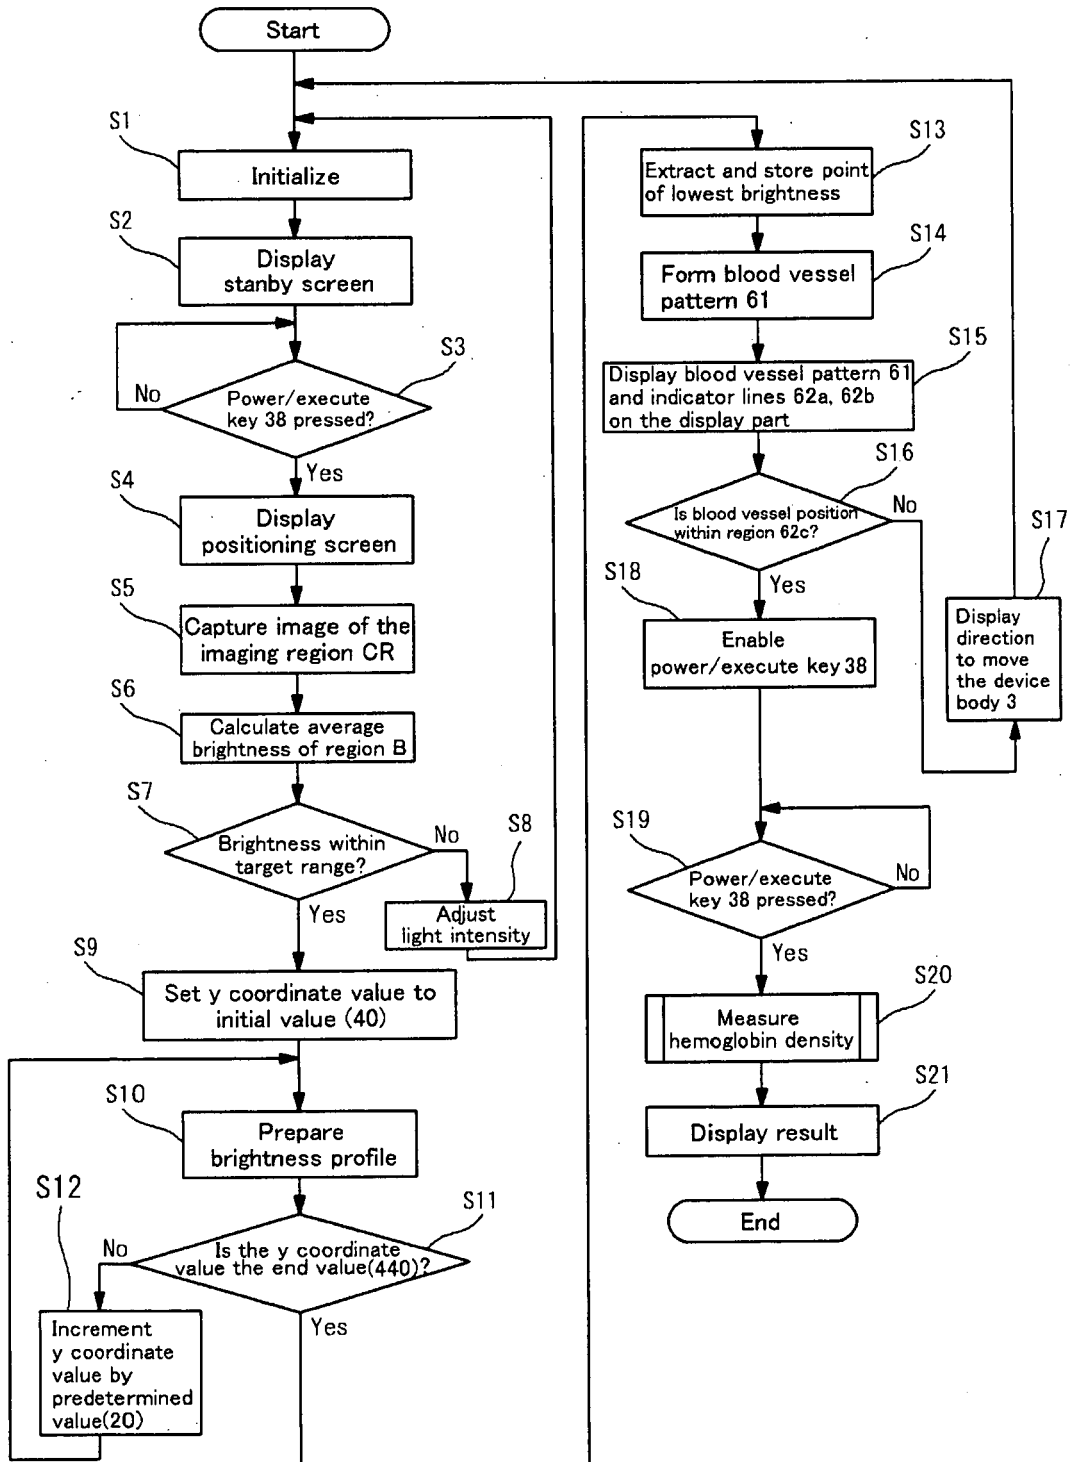 Start
S1
Initialize
S2
Display
stanby screen
S3
Power/execute
key 38 pressed?
No
Yes
S4
Display
positioning screen
S5
Capture image of the
imaging region CR
S6
Calculate average
brightness of region B
S7
Brightness within
target range?
No
Yes
S8
Adjust
light intensity
S9
Set y coordinate value to
initial value (40)
S10
Prepare
brightness profile
S11
Is the y coordinate
value the end value(440)?
No
Yes
S12
Increment
y coordinate
value by
predetermined
value(20)
S13
Extract and store point
of lowest brightness
S14
Form blood vessel
pattern 61
S15
Display blood vessel pattern 61
and indicator lines 62a, 62b
on the display part
S16
Is blood vessel position
within region 62c?
No
Yes
S17
Display
direction
to move
the device
body 3
S18
Enable
power/execute key 38
S19
Power/execute
key 38 pressed?
No
Yes
S20
Measure
hemoglobin density
S21
Display result
End